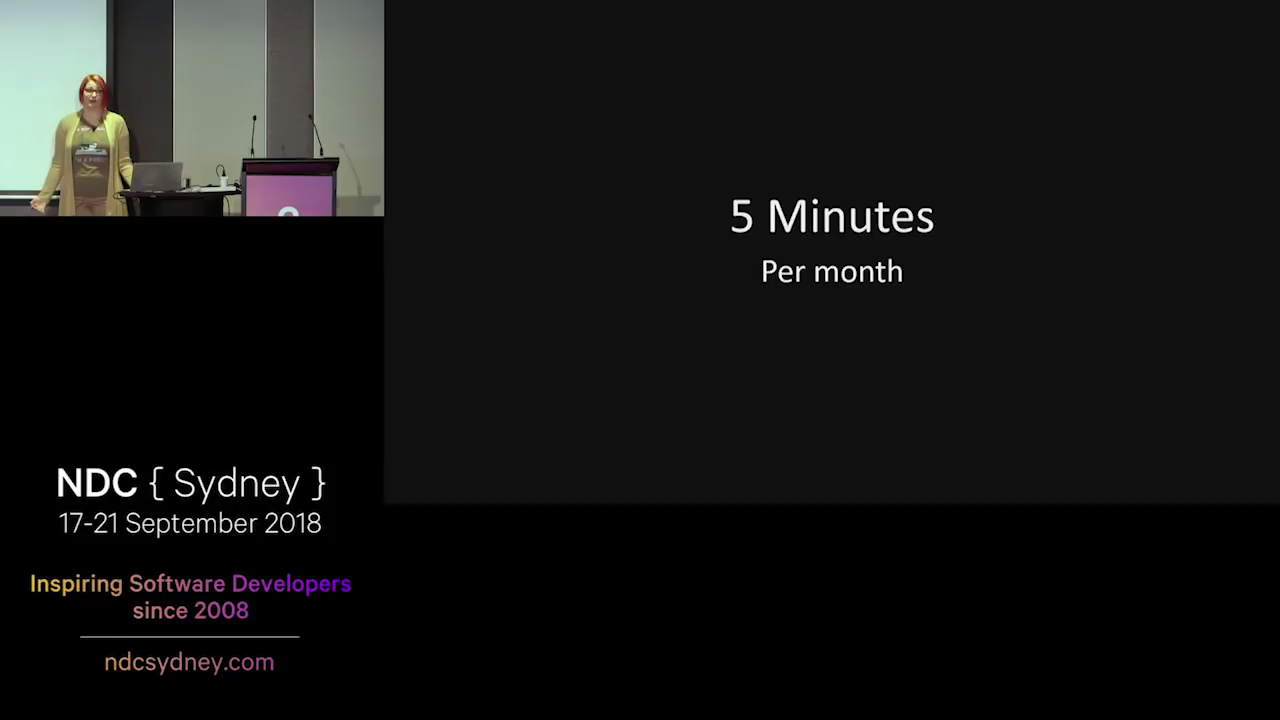 5 Minutes
Per month
NDC { Sydney }
17-21 September 2018
Inspiring Software Developers
since 2008
ndcsydney.com